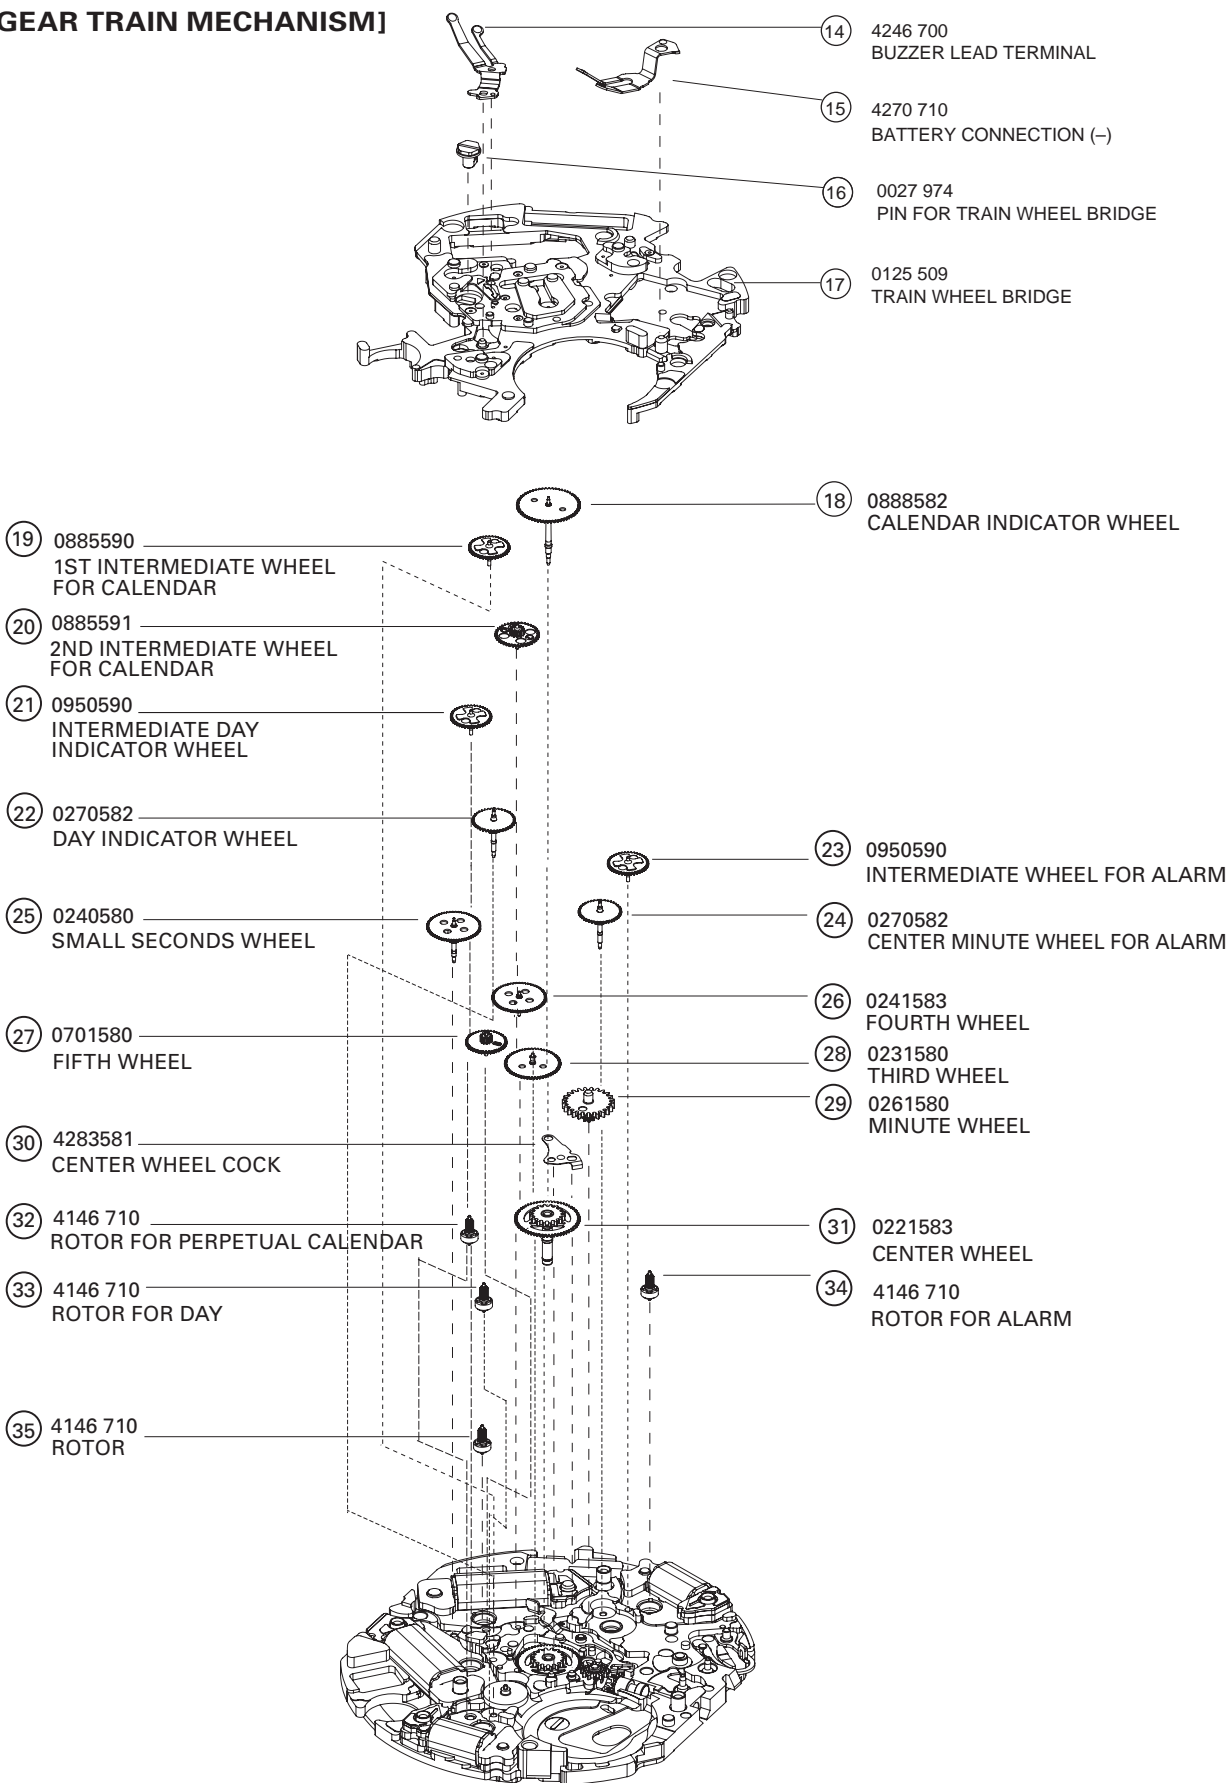 GEAR TRAIN MECHANISM]
14 4246 700
BUZZER LEAD TERMINAL
15 4270 710
BATTERY CONNECTION (–)
16 0027 974
PIN FOR TRAIN WHEEL BRIDGE
17 0125 509
TRAIN WHEEL BRIDGE
18 0888582
CALENDAR INDICATOR WHEEL
19 0885590
1ST INTERMEDIATE WHEEL
FOR CALENDAR
20 0885591
2ND INTERMEDIATE WHEEL
FOR CALENDAR
21 0950590
INTERMEDIATE DAY
INDICATOR WHEEL
22 0270582
DAY INDICATOR WHEEL
23 0950590
INTERMEDIATE WHEEL FOR ALARM
24 0270582
CENTER MINUTE WHEEL FOR ALARM
25 0240580
SMALL SECONDS WHEEL
26 0241583
FOURTH WHEEL
27 0701580
FIFTH WHEEL
28 0231580
THIRD WHEEL
29 0261580
MINUTE WHEEL
30 4283581
CENTER WHEEL COCK
31 0221583
CENTER WHEEL
32 4146 710
ROTOR FOR PERPETUAL CALENDAR
33 4146 710
ROTOR FOR DAY
34 4146 710
ROTOR FOR ALARM
35 4146 710
ROTOR